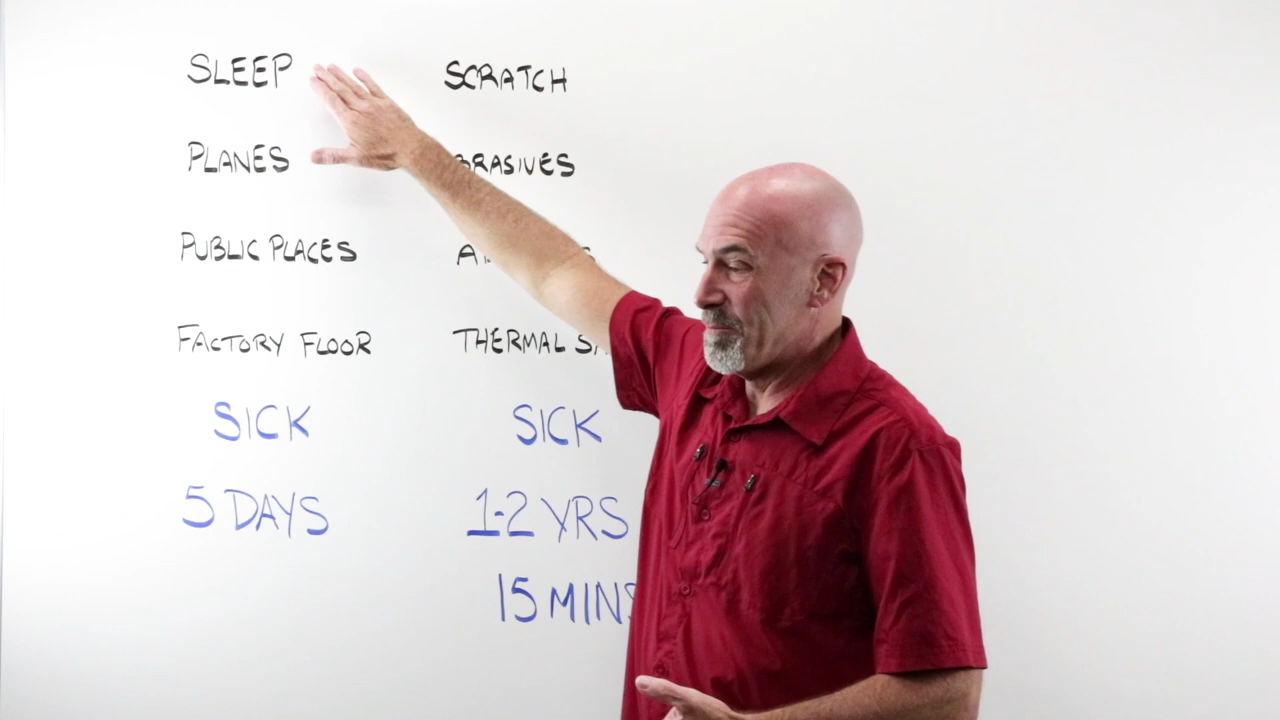 SLEEP SCRATCH
PLANES
PUBLIC PLACES
FACTORY FLOOR THERMAL
SICK SICK
5 DAYS 1-2 YRS
15 MINS